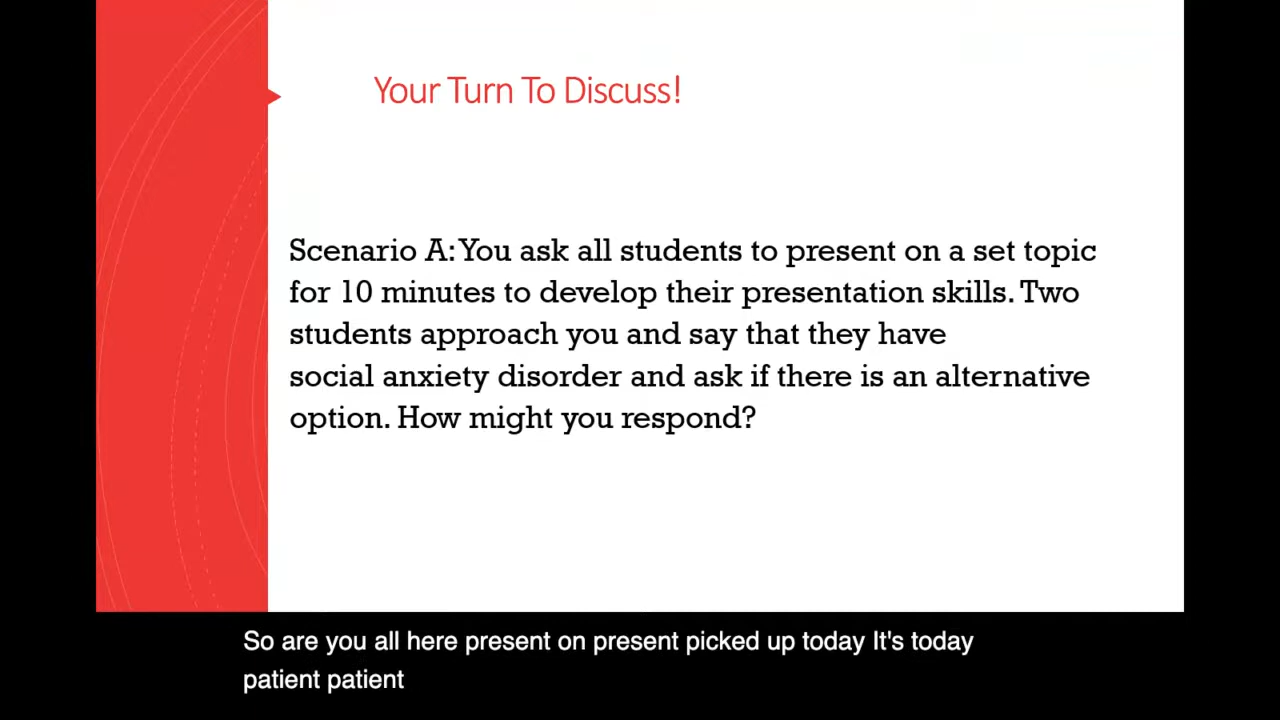 Your Turn To Discuss!
Scenario A: You ask all students to present on a set topic
for 10 minutes to develop their presentation skills. Two
students approach you and say that they have
social anxiety disorder and ask if there is an alternative
option. How might you respond?
So are you all here present on present picked up today It's today
patient patient